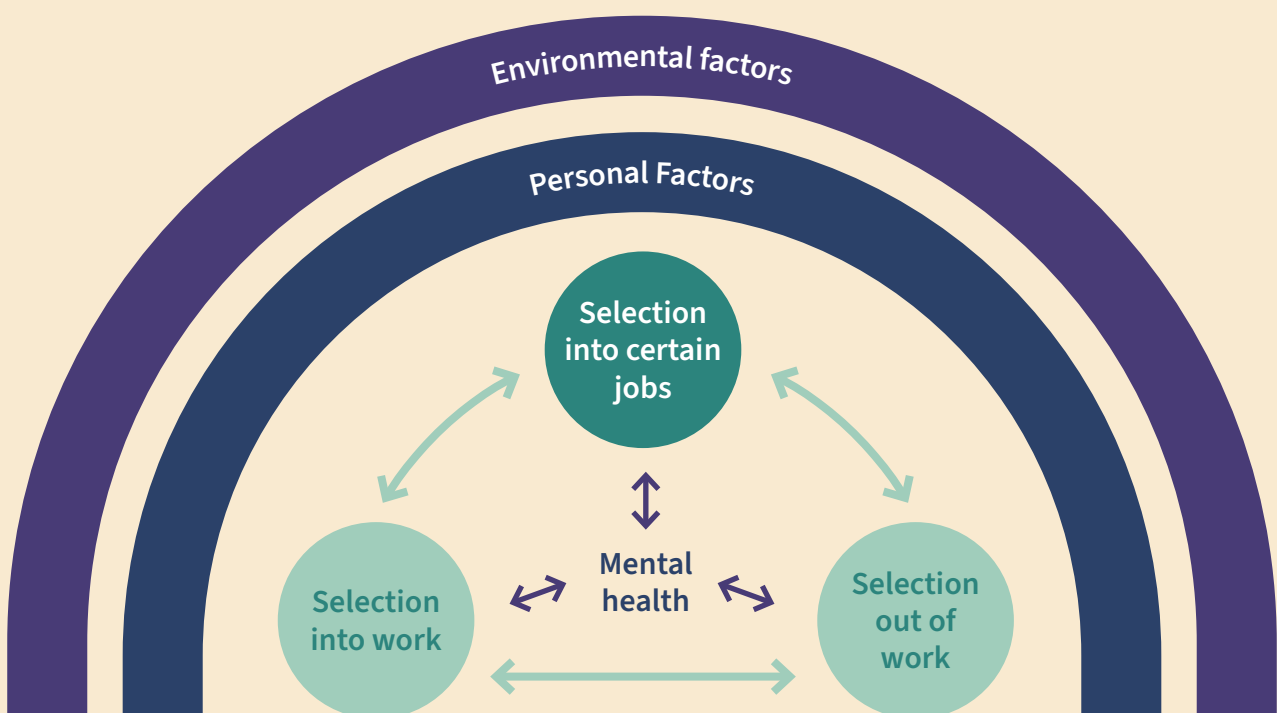 Environmental factors
Personal Factors
Selection
into certain
jobs
Mental
health
Selection
into work
Selection
out of
work